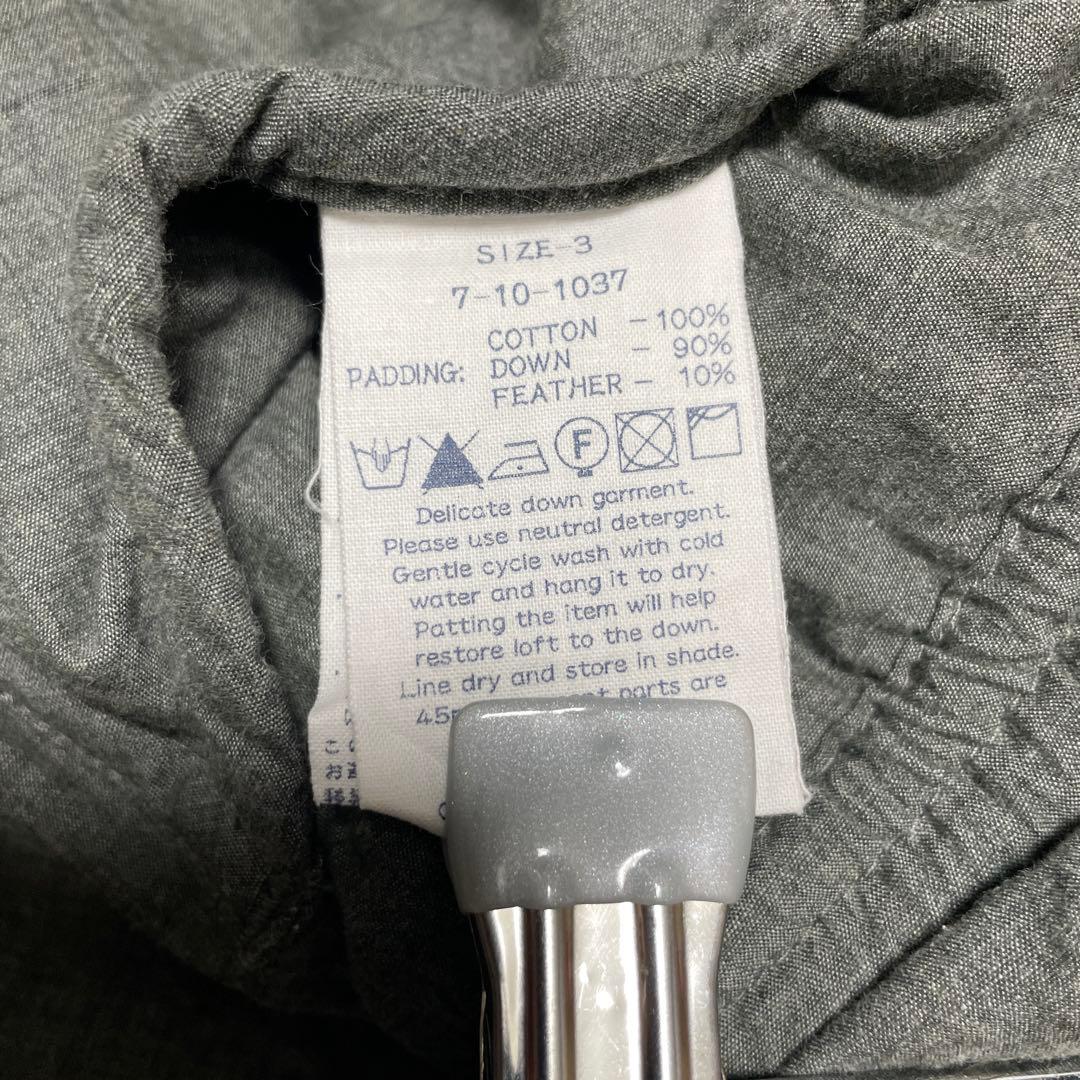 SIZE-3
7-10-1037
COTTON - 100%
PADDING: DOWN - 90%
FEATHER - 10%
F
Delicate down garment.
Please use neutral detergent.
Gentle cycle wash with cold
water and hang it to dry.
Patting the item will help
restore loft to the down.
Line dry and store in shade.
parts are